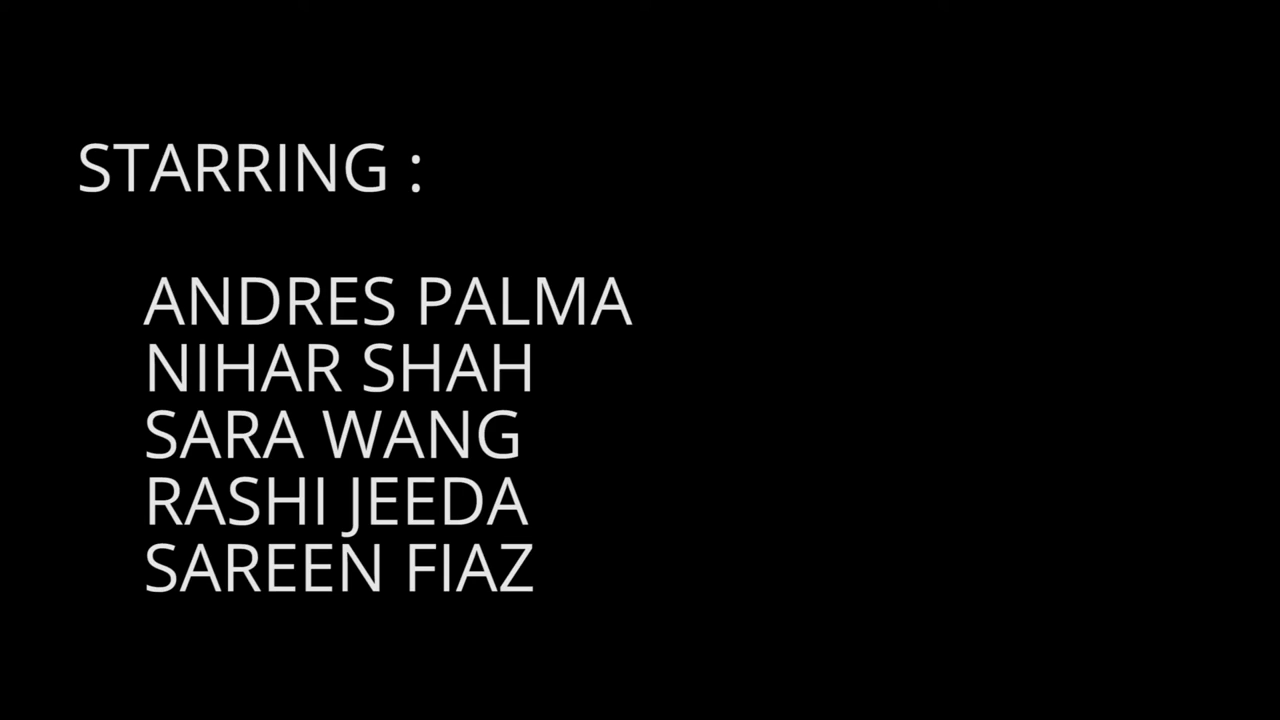 STARRING :
ANDRES PALMA
NIHAR SHAH
SARA WANG
RASHI JEEDA
SAREEN FIAZ